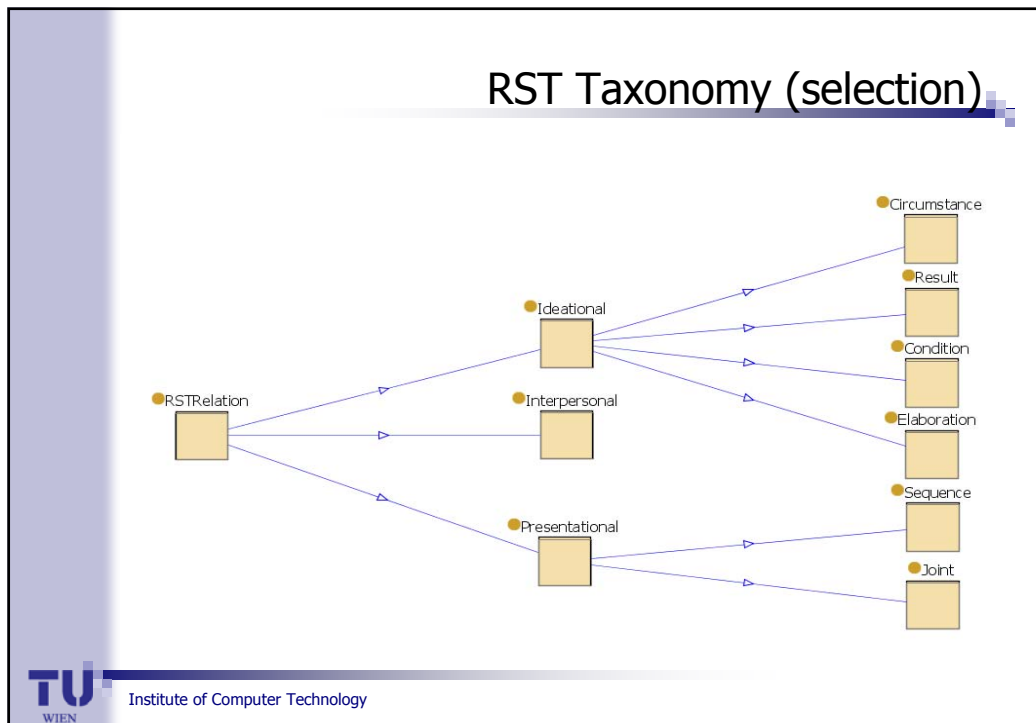 RST Taxonomy (selection)
Circumstance
Result
Ideational
Condition
RSTRelation
Interpersonal
Elaboration
Sequence
Presentational
Joint
TU
WIEN
Institute of Computer Technology